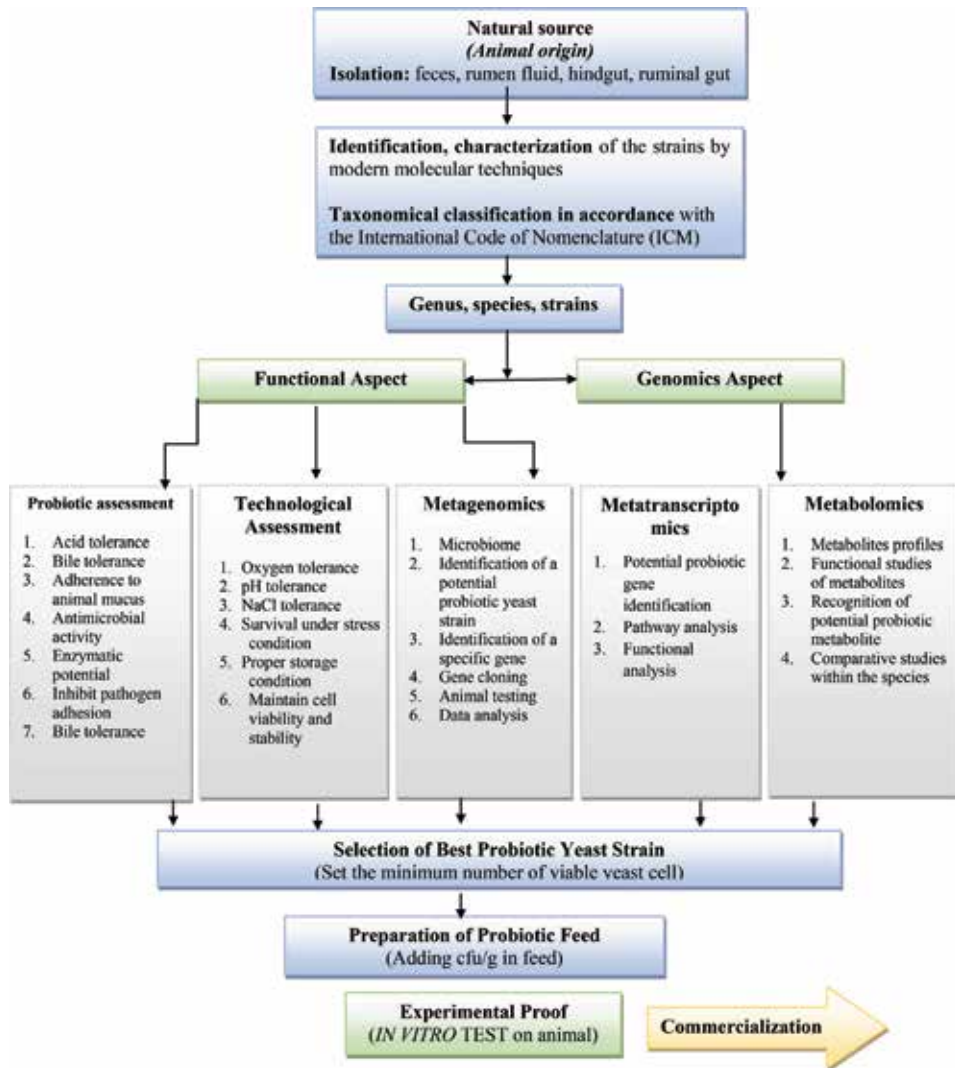 Natural source
(Animal origin)
Isolation: feces, rumen fluid, hindgut, ruminal gut
Identification, characterization of the strains by
modern molecular techniques
Taxonomical classification in accordance with
the International Code of Nomenclature (ICM)
Genus, species, strains
Functional Aspect
Genomics Aspect
Probiotic assessment
1. Acid tolerance
2. Bile tolerance
3. Adherence to
animal mucus
4. Antimicrobial
activity
5. Enzymatic
potential
6. Inhibit pathogen
adhesion
7. Bile tolerance
Technological
Assessment
1. Oxygen tolerance
2. pH tolerance
3. NaCl tolerance
4. Survival under stress
condition
5. Proper storage
condition
6. Maintain cell
viability and
stability
Metagenomics
1. Microbiome
2. Identification of a
potential
probiotic yeast
strain
3. Identification of a
specific gene
4. Gene cloning
5. Animal testing
6. Data analysis
Metatranscripto
mics
1. Potential probiotic
gene
identification
2. Pathway analysis
3. Functional
analysis
Metabolomics
1. Metabolites profiles
2. Functional studies
of metabolites
3. Recognition of
potential probiotic
metabolite
4. Comparative studies
within the species
Selection of Best Probiotic Yeast Strain
(Set the minimum number of viable yeast cell)
Preparation of Probiotic Feed
(Adding cfu/g in feed)
Experimental Proof
(IN VITRO TEST on animal)
Commercialization